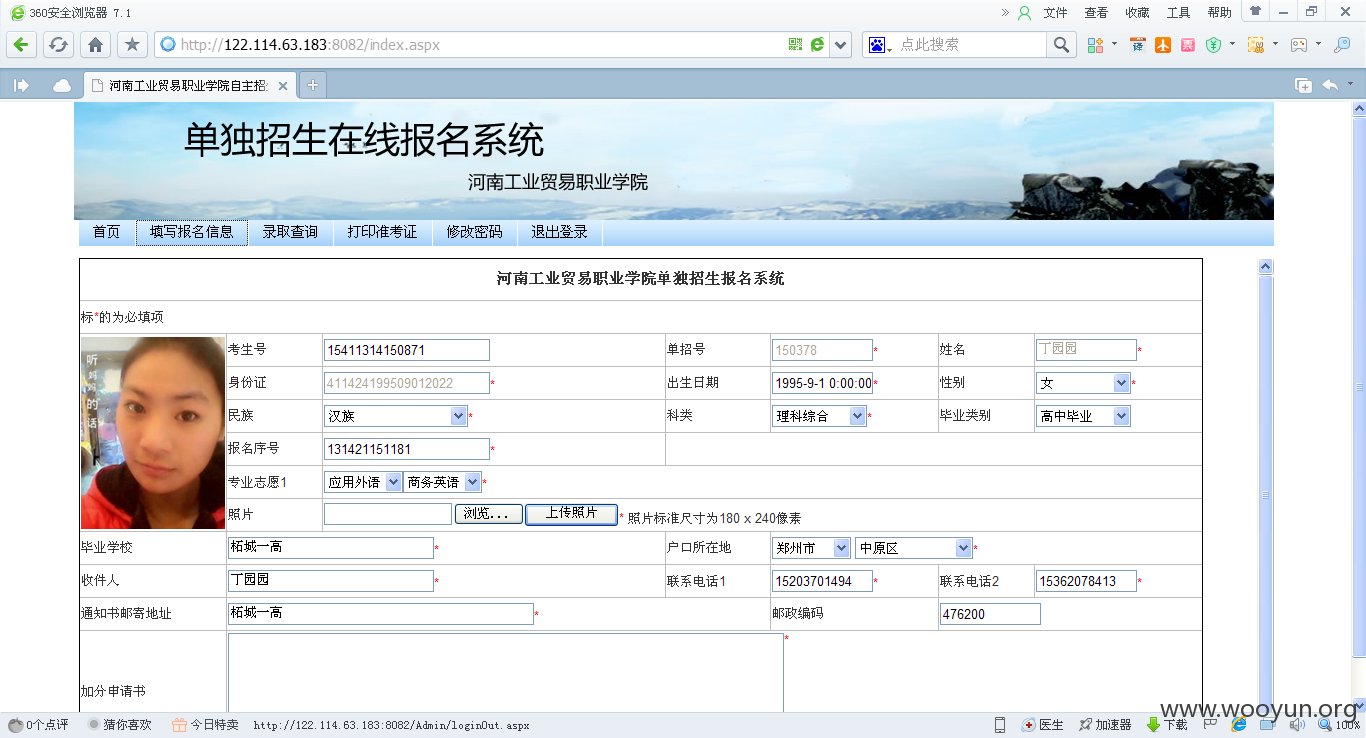 360安全浏览器 7.1
文件 查看 收藏 工具 帮助
http://122.114.63.183:8082/index.aspx
点此搜索
译
票
河南工业贸易职业学院自主招
单独招生在线报名系统
河南工业贸易职业学院
首页 填写报名信息 录取查询 打印准考证 修改密码 退出登录
河南工业贸易职业学院单独招生报名系统
标*的为必填项
听妈妈的话
考生号 15411314150871 单招号 150378* 姓名 丁园园*
身份证 411424199509012022* 出生日期 1995-9-1 0:00:00* 性别 女*
民族 汉族* 科类 理科综合* 毕业类别 高中毕业
报名序号 131421151181*
专业志愿1 应用外语 商务英语*
照片 浏览... 上传照片 * 照片标准尺寸为180 x 240像素
毕业学校 柘城一高* 户口所在地 郑州市 中原区*
收件人 丁园园* 联系电话1 15203701494* 联系电话2 15362078413*
通知书邮寄地址 柘城一高* 邮政编码 476200
加分申请书 *
www.wooyun.org
0个点评 猜你喜欢 今日特卖 http://122.114.63.183:8082/Admin/loginOut.aspx 医生 加速器 下载 100%